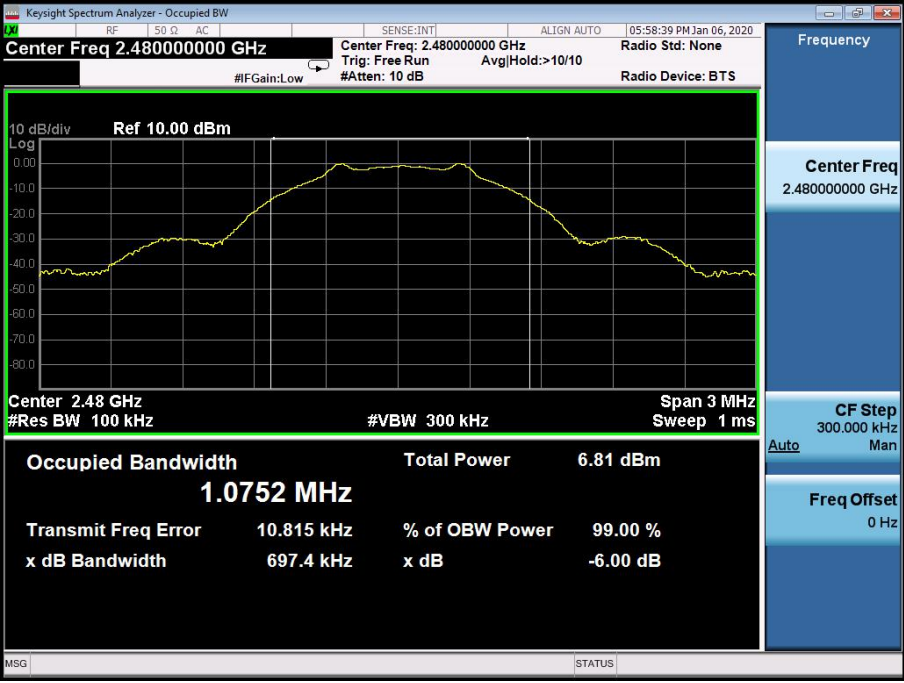 Keysight Spectrum Analyzer - Occupied BW
LXI RF 50 Ω AC SENSE:INT ALIGN AUTO 05:58:39 PM Jan 06, 2020
Center Freq 2.480000000 GHz
Center Freq: 2.480000000 GHz Radio Std: None
Trig: Free Run Avg|Hold:>10/10
#IFGain:Low #Atten: 10 dB Radio Device: BTS
10 dB/div Ref 10.00 dBm
Log
0.00
-10.0
-20.0
-30.0
-40.0
-50.0
-60.0
-70.0
-80.0
Center 2.48 GHz Span 3 MHz
#Res BW 100 kHz #VBW 300 kHz Sweep 1 ms
Occupied Bandwidth Total Power 6.81 dBm
1.0752 MHz
Transmit Freq Error 10.815 kHz % of OBW Power 99.00 %
x dB Bandwidth 697.4 kHz x dB -6.00 dB
Frequency
Center Freq
2.480000000 GHz
CF Step
300.000 kHz
Auto Man
Freq Offset
0 Hz
MSG STATUS